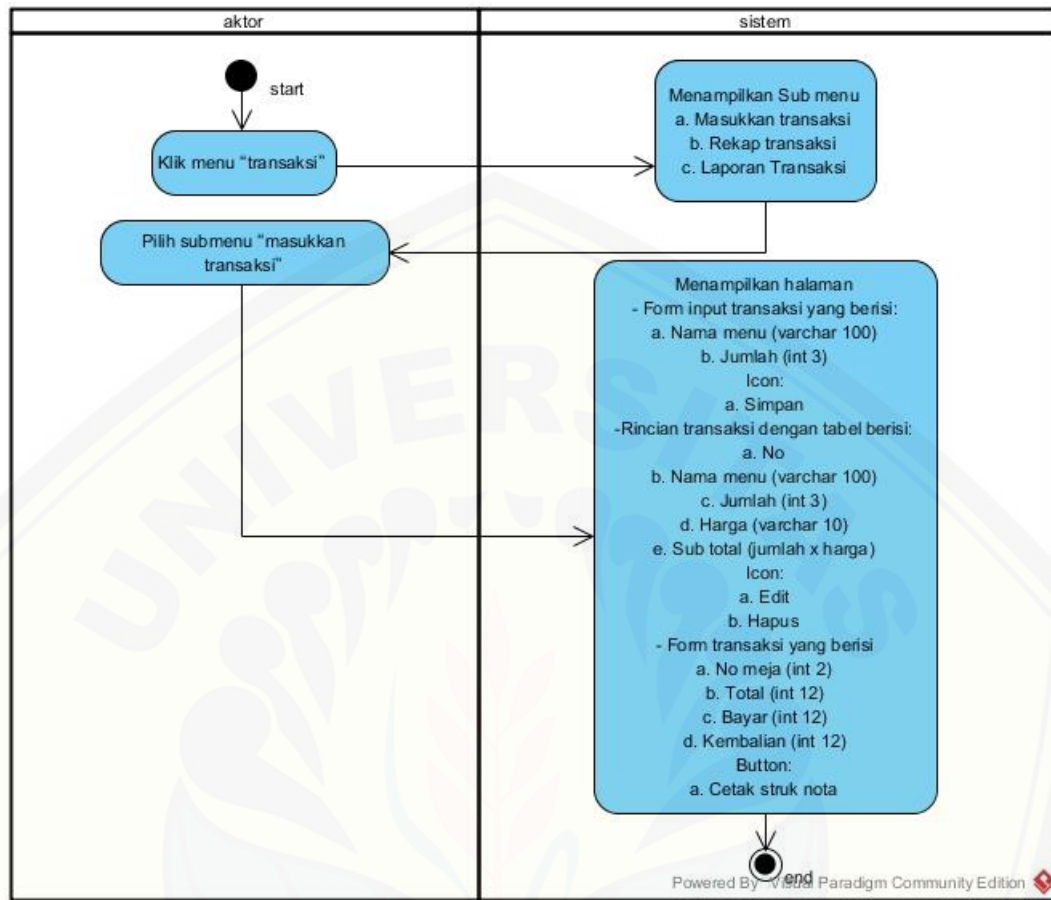 aktor
sistem
start
Klik menu “transaksi”
Menampilkan Sub menu
a. Masukkan transaksi
b. Rekap transaksi
c. Laporan Transaksi
Pilih submenu “masukkan
transaksi”
Menampilkan halaman
- Form input transaksi yang berisi:
a. Nama menu (varchar 100)
b. Jumlah (int 3)
Icon:
a. Simpan
-Rincian transaksi dengan tabel berisi:
a. No
b. Nama menu (varchar 100)
c. Jumlah (int 3)
d. Harga (varchar 10)
e. Sub total (jumlah x harga)
Icon:
a. Edit
b. Hapus
- Form transaksi yang berisi
a. No meja (int 2)
b. Total (int 12)
c. Bayar (int 12)
d. Kembalian (int 12)
Button:
a. Cetak struk nota
end
Powered By Visual Paradigm Community Edition
UNIVERSITAS